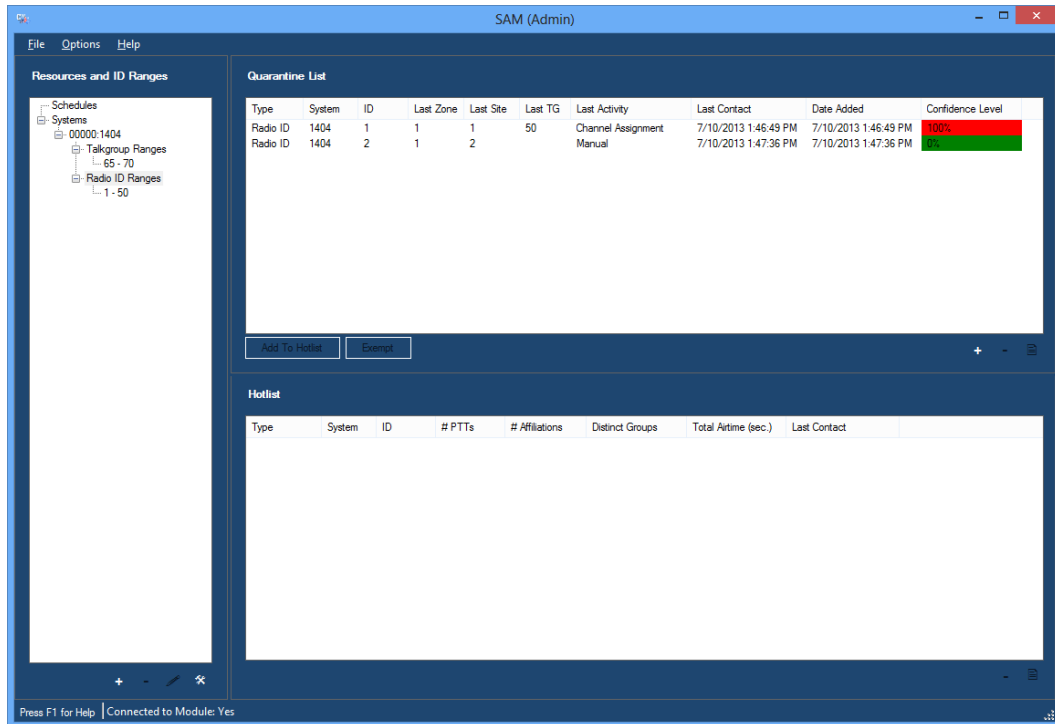 SAM (Admin)
File Options Help
Resources and ID Ranges
Schedules
Systems
00000:1404
Talkgroup Ranges
65 - 70
Radio ID Ranges
1 - 50
Quarantine List
Type System ID Last Zone Last Site Last TG Last Activity Last Contact Date Added Confidence Level
Radio ID 1404 1 1 1 50 Channel Assignment 7/10/2013 1:46:49 PM 7/10/2013 1:46:49 PM 100%
Radio ID 1404 2 1 2 Manual 7/10/2013 1:47:36 PM 7/10/2013 1:47:36 PM 0%
Add To Hotlist Exempt
Hotlist
Type System ID # PTTs # Affiliations Distinct Groups Total Airtime (sec.) Last Contact
Press F1 for Help Connected to Module: Yes